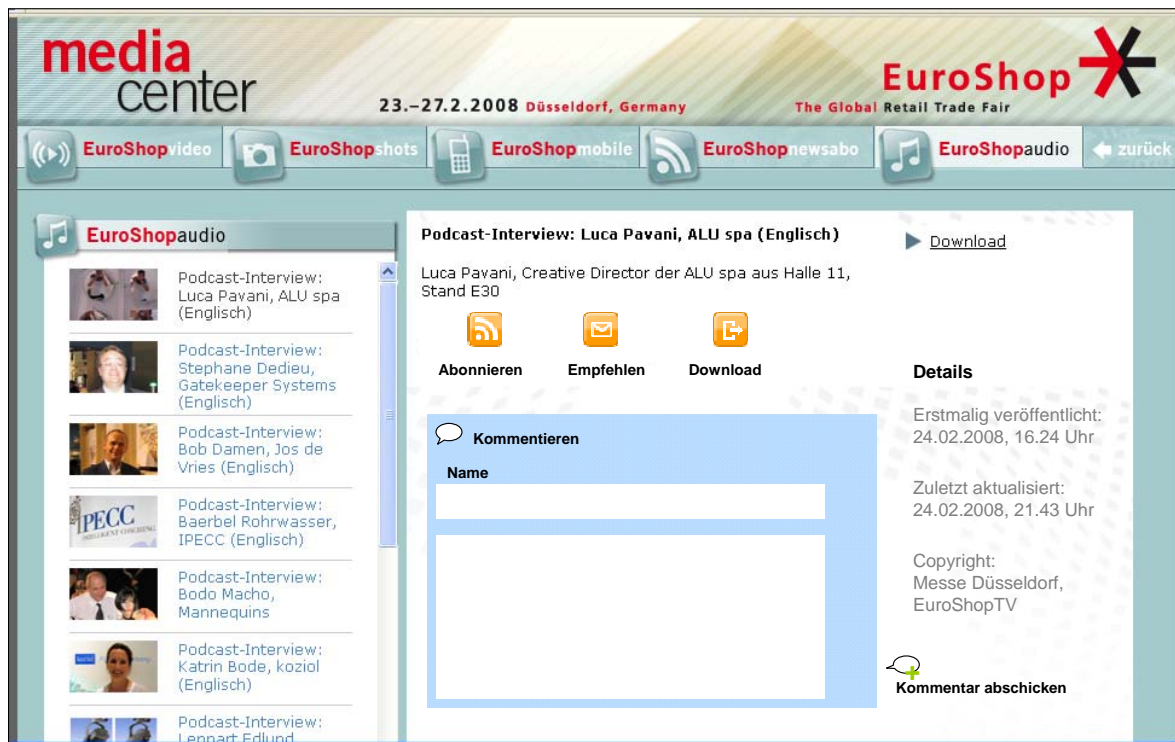 media
center
23.–27.2.2008 Düsseldorf, Germany
EuroShop
The Global Retail Trade Fair
EuroShopvideo
EuroShopshots
EuroShopmobile
EuroShopnewsabo
EuroShopaudio
zurück
EuroShopaudio
Podcast-Interview:
Luca Pavani, ALU spa
(Englisch)
Podcast-Interview:
Stephane Dedieu,
Gatekeeper Systems
(Englisch)
Podcast-Interview:
Bob Damen, Jos de
Vries (Englisch)
IPECC
Podcast-Interview:
Baerbel Rohrwasser,
IPECC (Englisch)
Podcast-Interview:
Bodo Macho,
Mannequins
Podcast-Interview:
Katrin Bode, koziol
(Englisch)
Podcast-Interview:
Lennart Edlund
Podcast-Interview: Luca Pavani, ALU spa (Englisch)
Luca Pavani, Creative Director der ALU spa aus Halle 11,
Stand E30
Abonnieren
Empfehlen
Download
Kommentieren
Name
Download
Details
Erstmalig veröffentlicht:
24.02.2008, 16.24 Uhr
Zuletzt aktualisiert:
24.02.2008, 21.43 Uhr
Copyright:
Messe Düsseldorf,
EuroShopTV
Kommentar abschicken